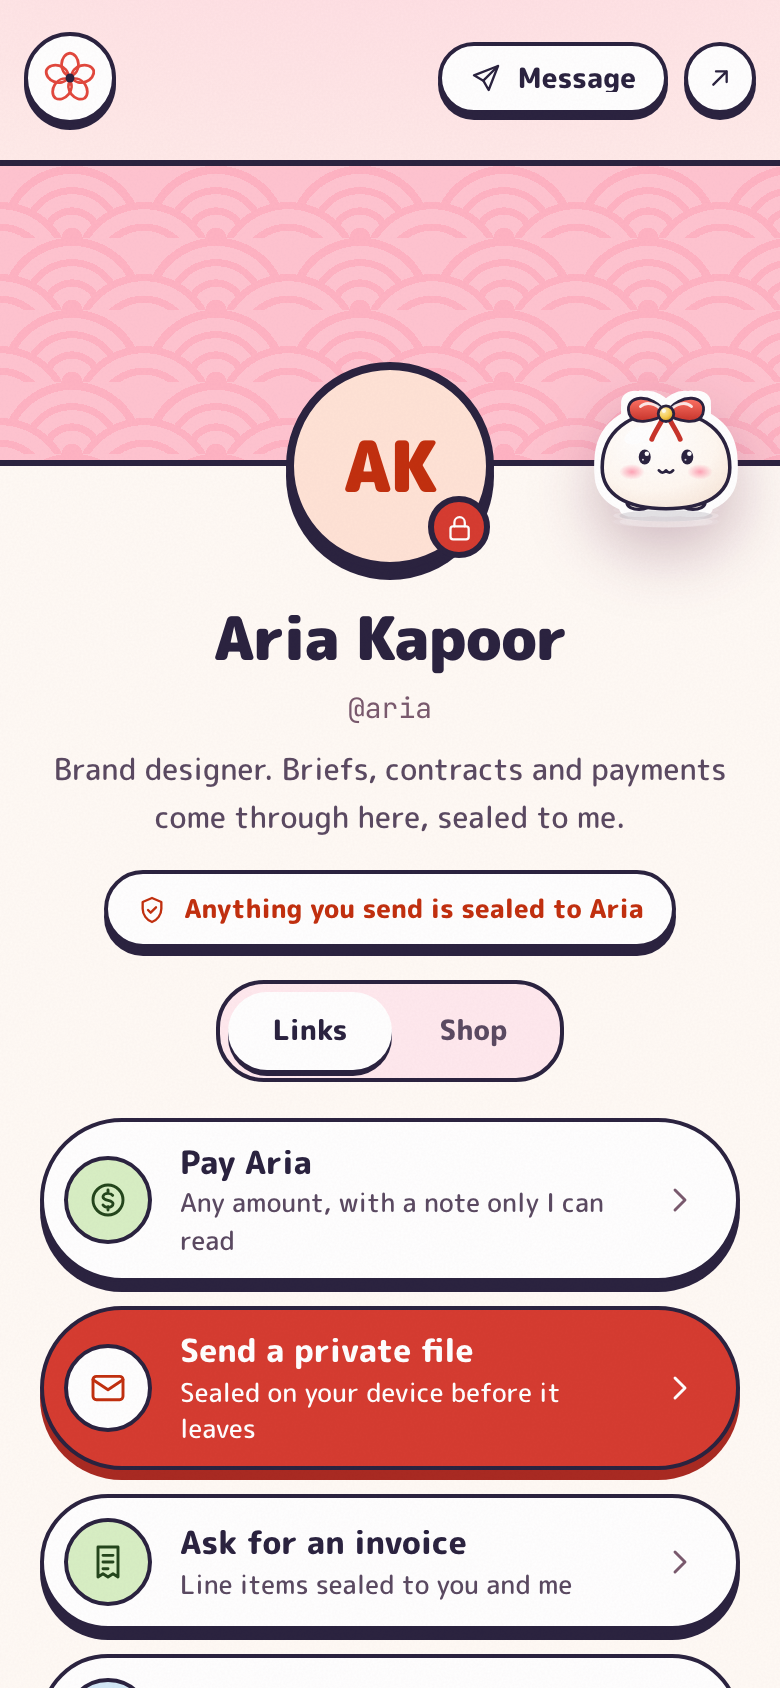 Message
AK
Aria Kapoor
@aria
Brand designer. Briefs, contracts and payments
come through here, sealed to me.
Anything you send is sealed to Aria
Links
Shop
Pay Aria
Any amount, with a note only I can
read
Send a private file
Sealed on your device before it
leaves
Ask for an invoice
Line items sealed to you and me